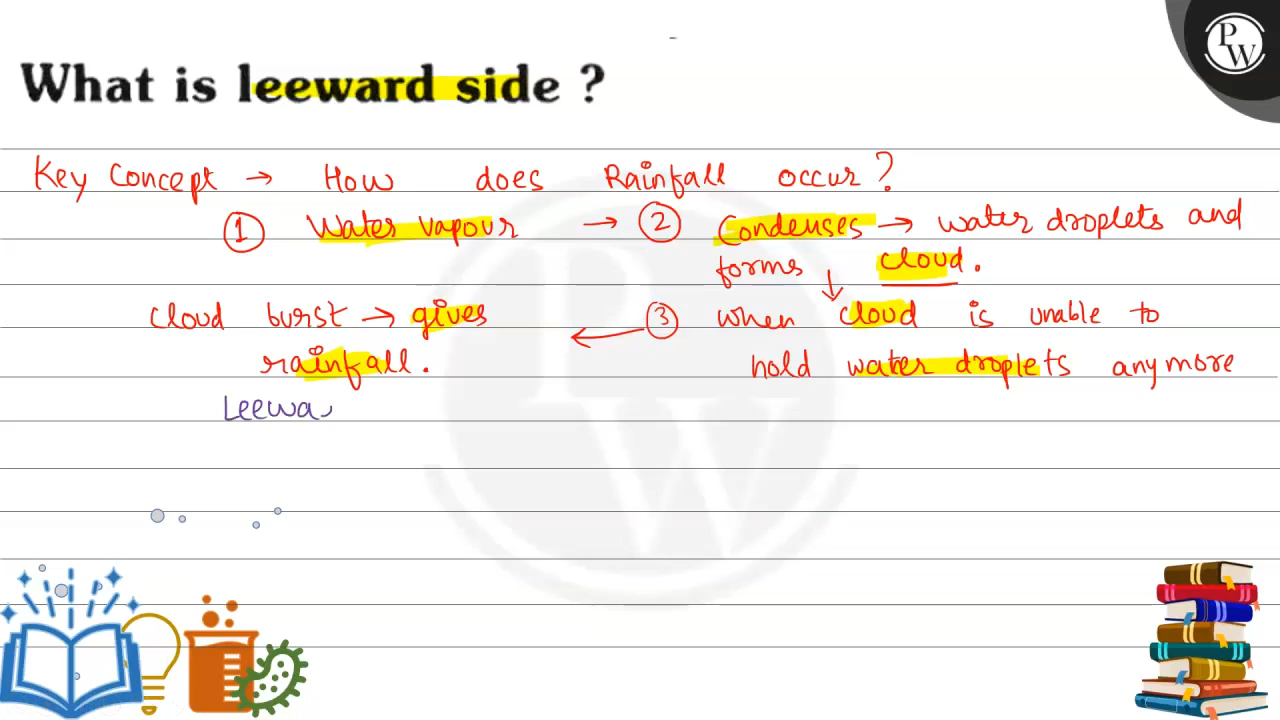 PW
What is leeward side ?
Key Concept → How does Rainfall occur?
① Water vapour → ② Condenses → water droplets and
forms cloud.
cloud burst → gives ③ when cloud is unable to
rainfall. hold water droplets anymore
Leewa